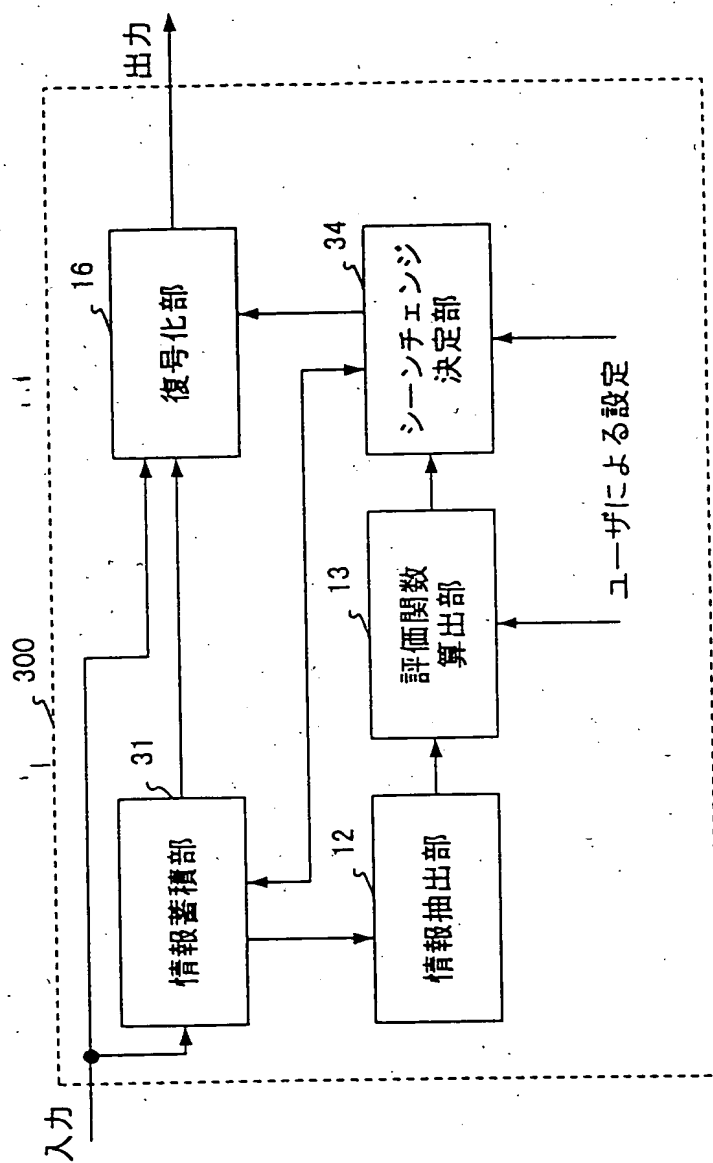 300
入力
出力
31
情報蓄積部
16
復号化部
12
情報抽出部
13
評価関数
算出部
34
シーンチェンジ
決定部
ユーザによる設定